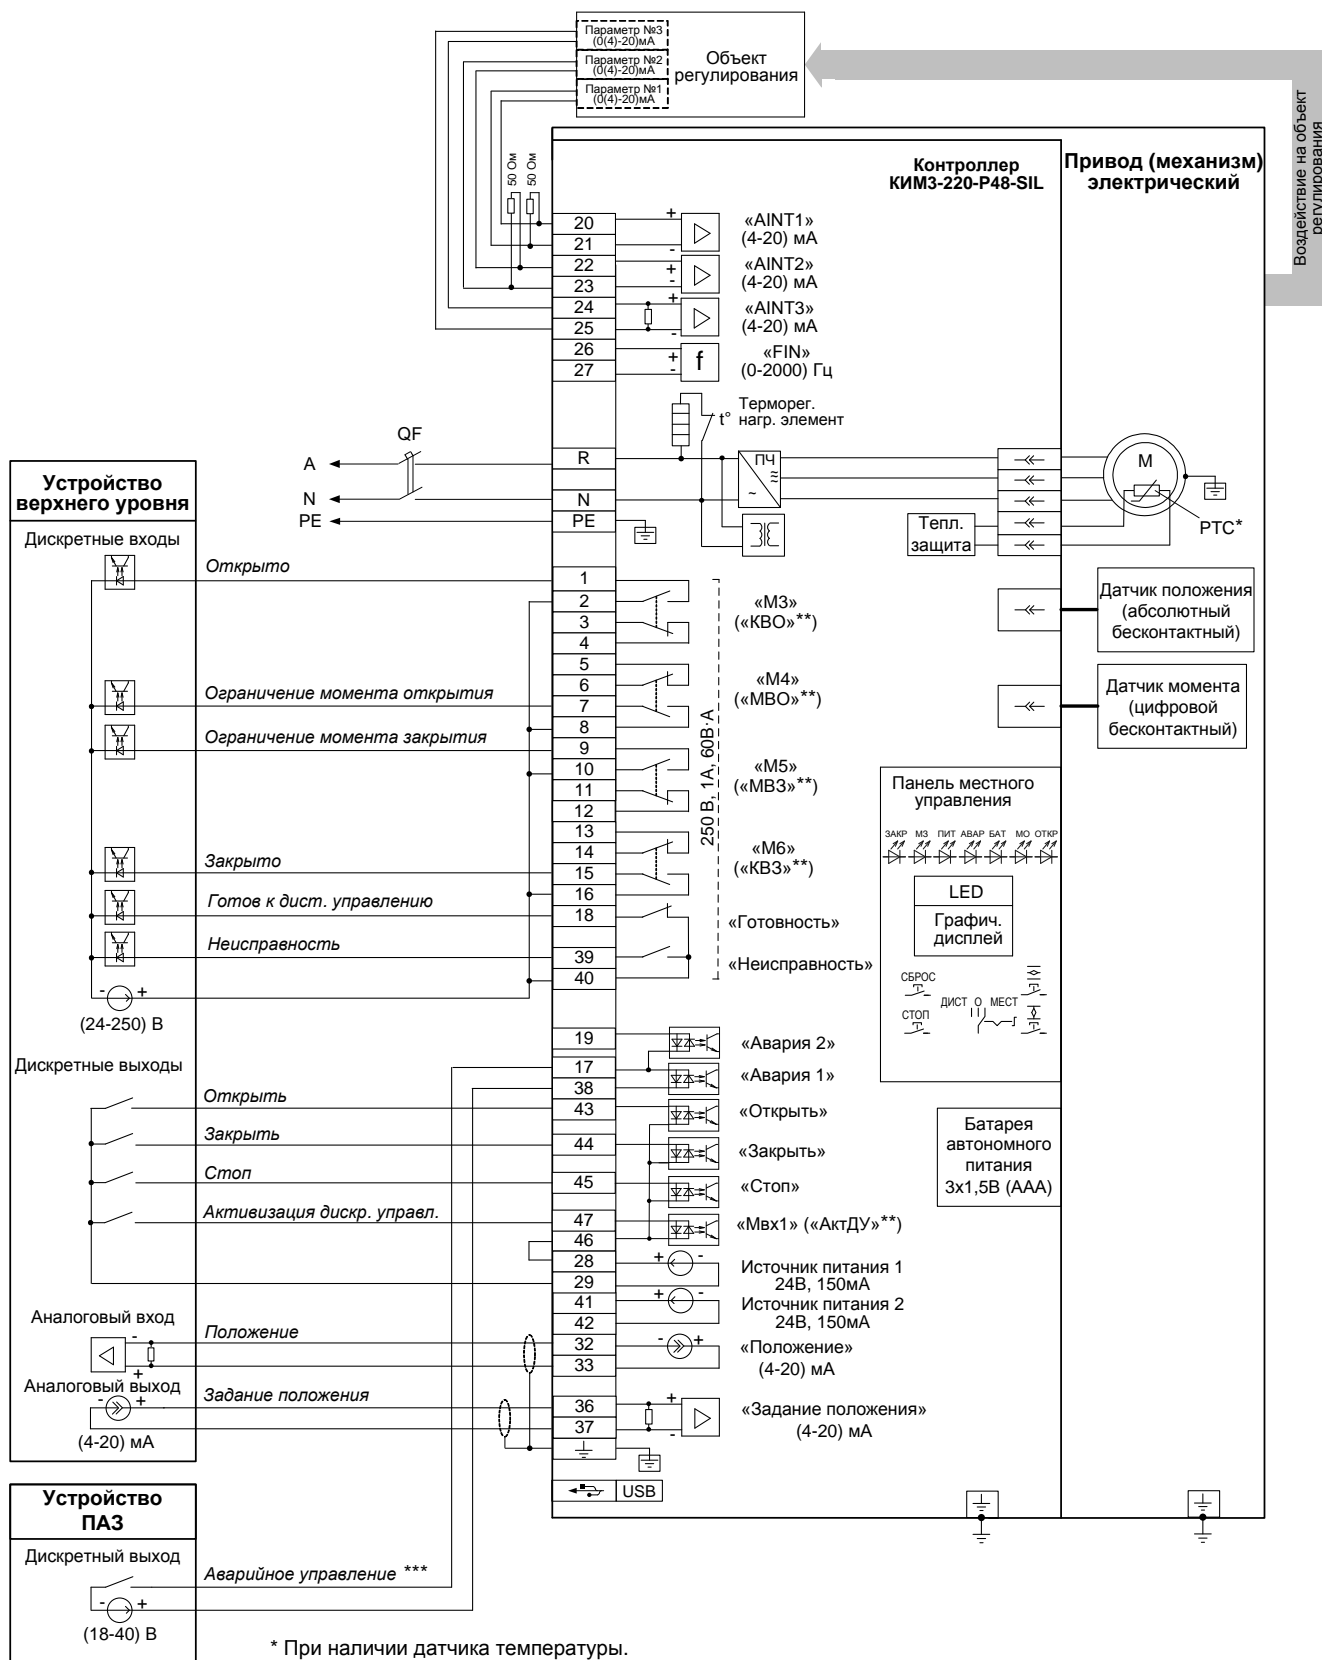 Параметр №3
(0(4)-20)мА
Параметр №2
(0(4)-20)мА
Параметр №1
(0(4)-20)мА
Объект
регулирования
Воздействие на объект
регулирования
50 Ом
50 Ом
Контроллер
КИМ3-220-Р48-SIL
Привод (механизм)
электрический
20
21
22
23
24
25
26
27
+
-
«AINT1»
(4-20) мА
+
-
«AINT2»
(4-20) мА
+
-
«AINT3»
(4-20) мА
+
-
f
«FIN»
(0-2000) Гц
t°
Терморег.
нагр. элемент
QF
A
N
PE
R
N
PE
ПЧ
≈
~
M
PTC*
Тепл.
защита
Устройство
верхнего уровня
Дискретные входы
Открыто
Ограничение момента открытия
Ограничение момента закрытия
Закрыто
Готов к дист. управлению
Неисправность
- +
(24-250) В
1
2
3
4
5
6
7
8
9
10
11
12
13
14
15
16
18
39
40
«М3»
(«КВО»**)
«М4»
(«МВО»**)
«М5»
(«МВЗ»**)
«М6»
(«КВЗ»**)
«Готовность»
«Неисправность»
250 В, 1А, 60В·А
Датчик положения
(абсолютный
бесконтактный)
Датчик момента
(цифровой
бесконтактный)
Панель местного
управления
ЗАКР МЗ ПИТ АВАР БАТ МО ОТКР
LED
Графич.
дисплей
СБРОС
СТОП
ДИСТ О МЕСТ
Батарея
автономного
питания
3х1,5В (ААА)
Дискретные выходы
Открыть
Закрыть
Стоп
Активизация дискр. управл.
19
17
38
43
44
45
47
46
28
29
41
42
32
33
36
37
«Авария 2»
«Авария 1»
«Открыть»
«Закрыть»
«Стоп»
«Мвх1» («АктДУ»**)
+ -
Источник питания 1
24В, 150мА
+ -
Источник питания 2
24В, 150мА
- +
«Положение»
(4-20) мА
+
-
«Задание положения»
(4-20) мА
USB
Аналоговый вход
-
+
Положение
Аналоговый выход
- +
Задание положения
(4-20) мА
Устройство
ПАЗ
Дискретный выход
Аварийное управление ***
- +
(18-40) В
* При наличии датчика температуры.